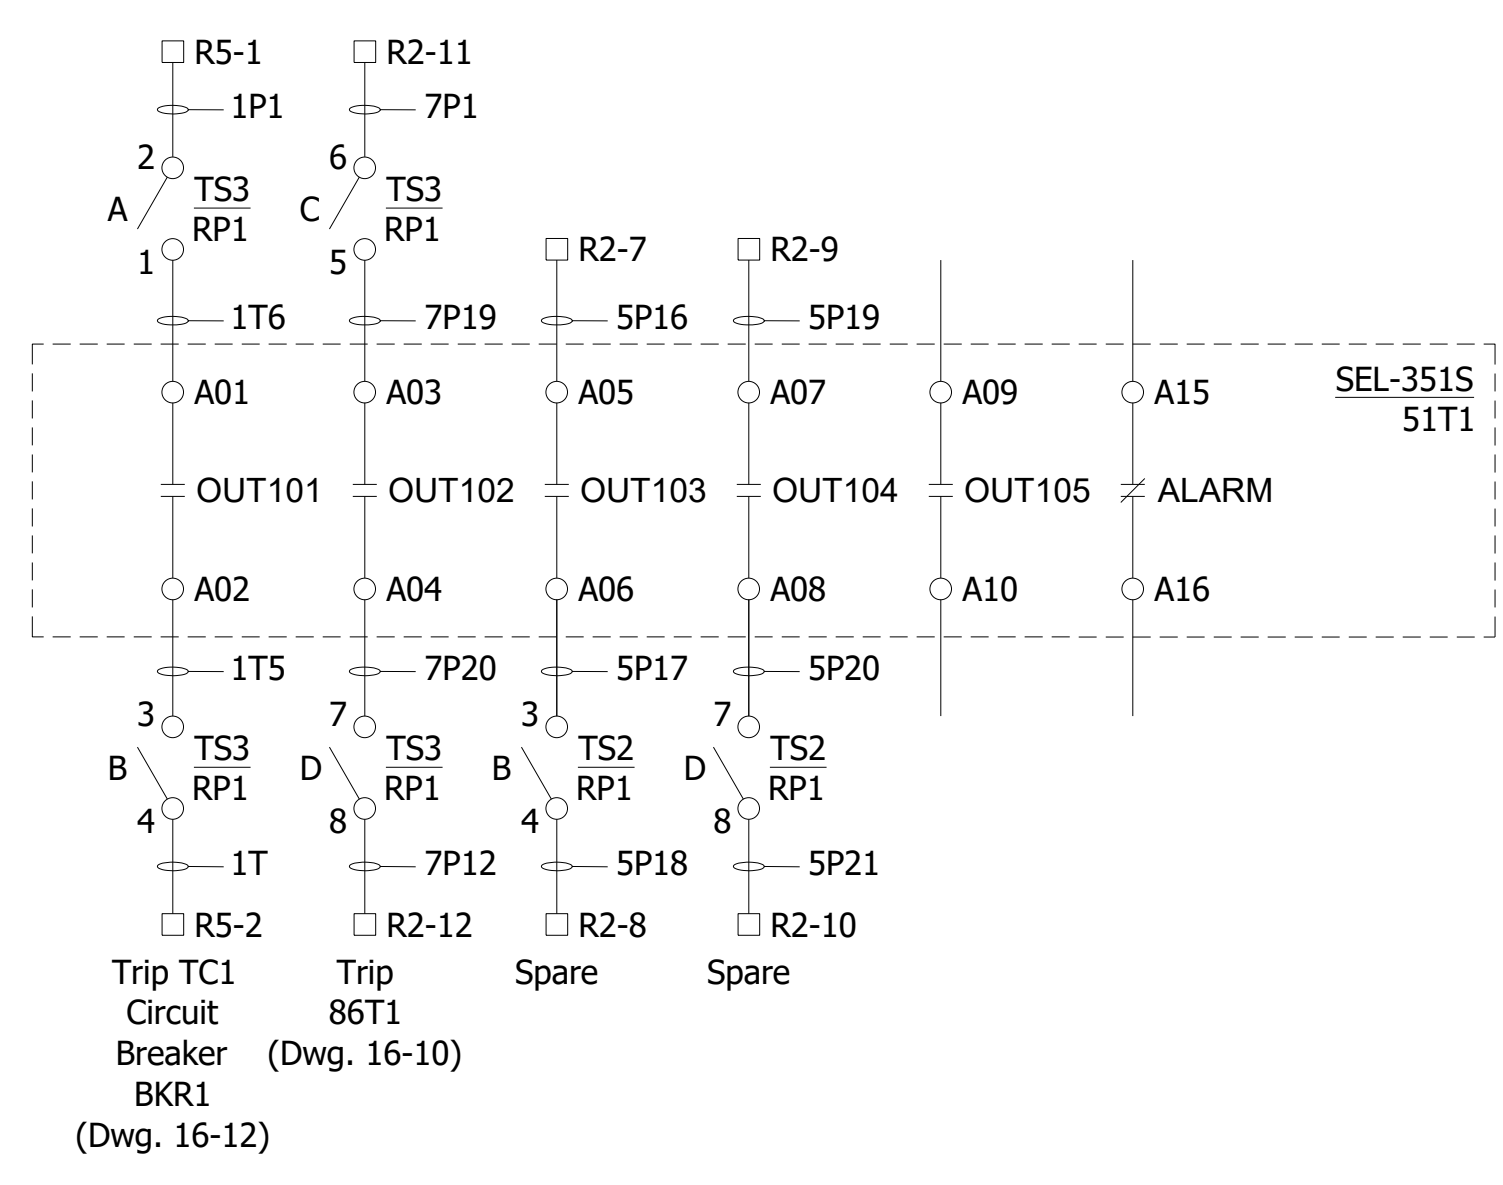 R5-1
R2-11
1P1
7P1
2
6
A
TS3
RP1
C
TS3
RP1
1
5
R2-7
R2-9
1T6
7P19
5P16
5P19
SEL-351S
51T1
A01
A03
A05
A07
A09
A15
OUT101
OUT102
OUT103
OUT104
OUT105
ALARM
A02
A04
A06
A08
A10
A16
1T5
7P20
5P17
5P20
3
7
3
7
B
TS3
RP1
D
TS3
RP1
B
TS2
RP1
D
TS2
RP1
4
8
4
8
1T
7P12
5P18
5P21
R5-2
R2-12
R2-8
R2-10
Trip TC1
Circuit
Breaker
BKR1
(Dwg. 16-12)
Trip
86T1
(Dwg. 16-10)
Spare
Spare